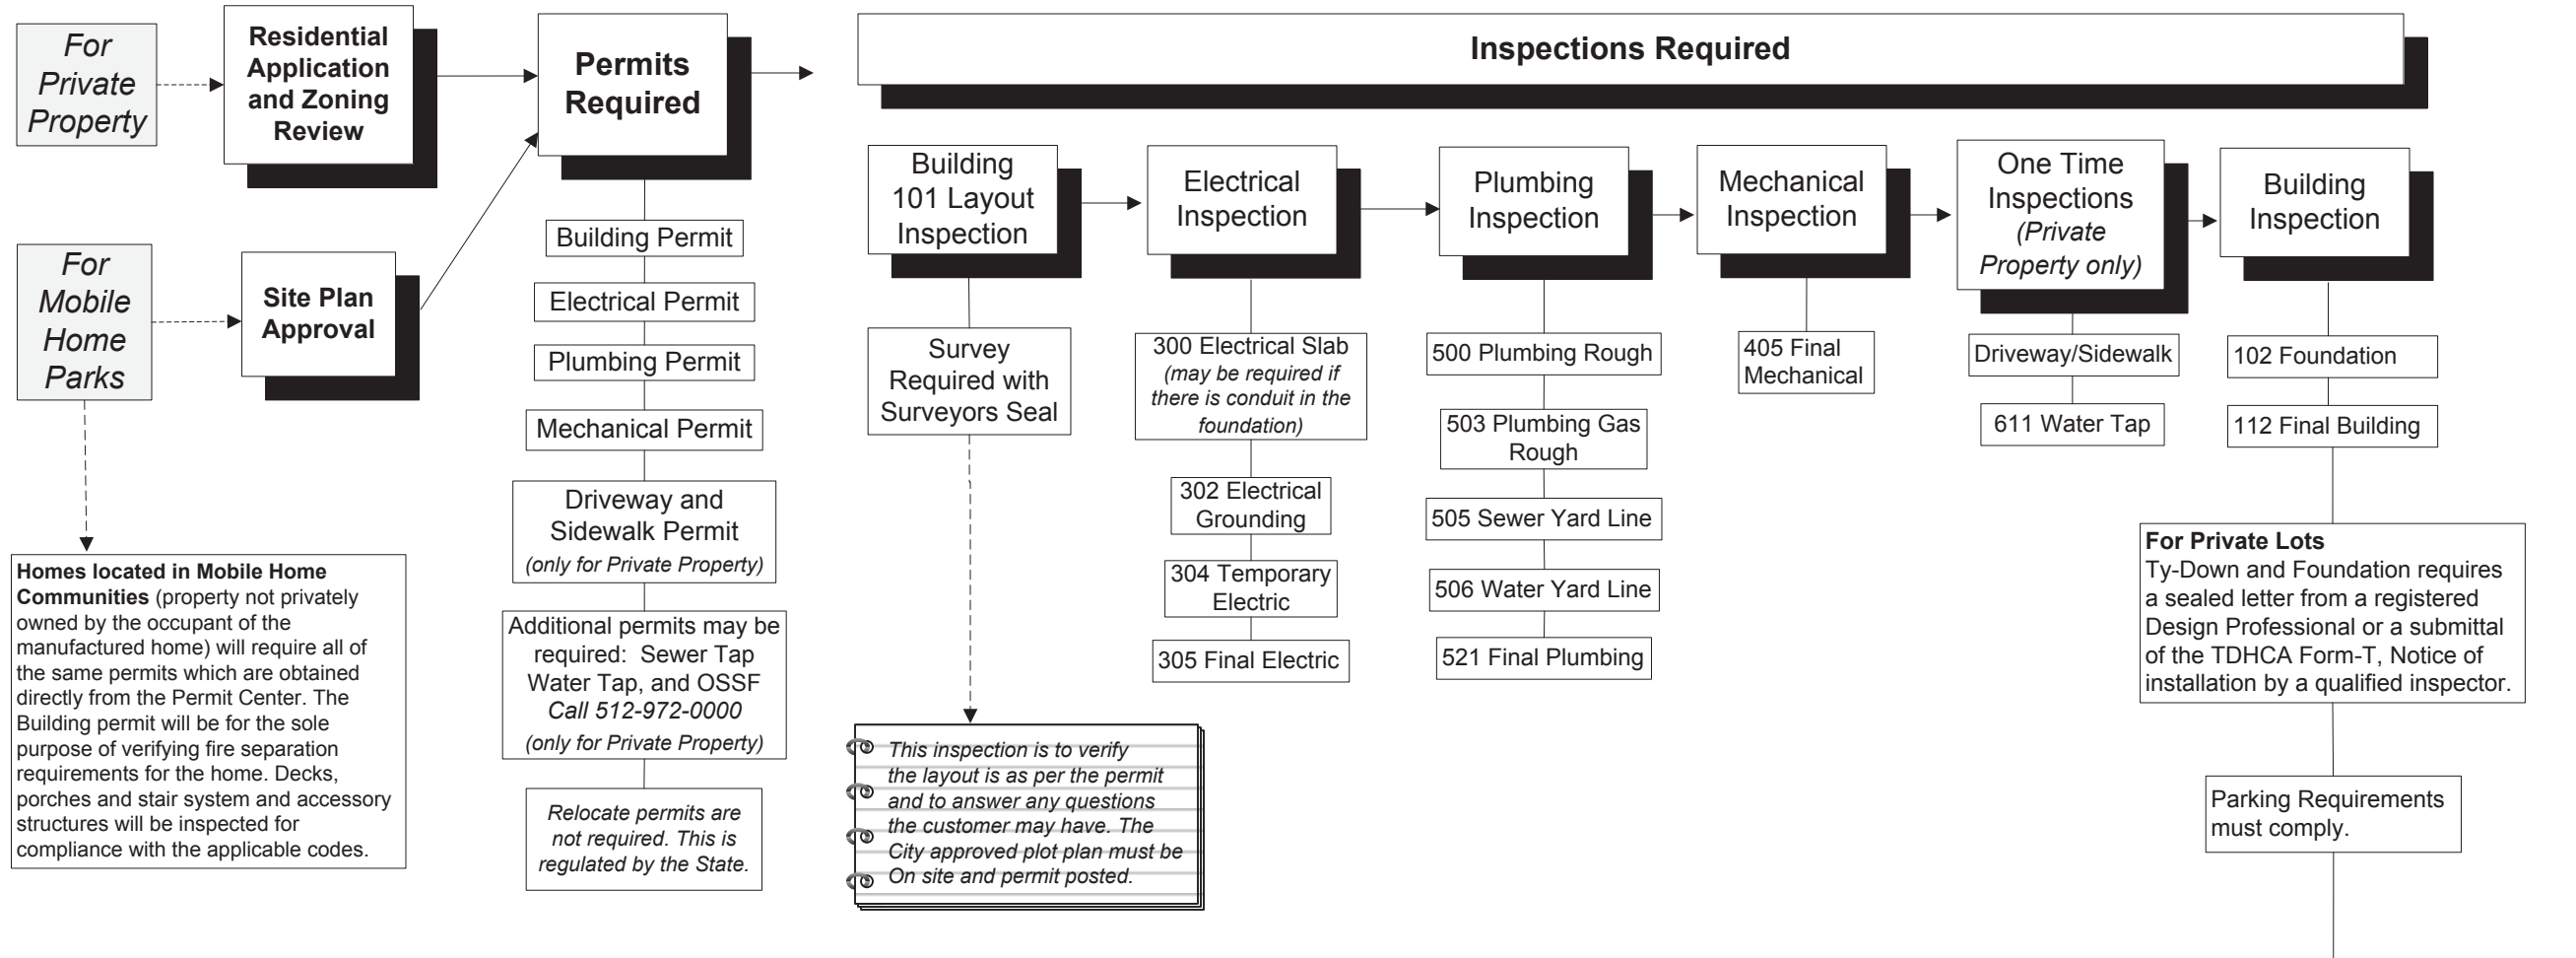 For
Private
Property
Residential
Application
and Zoning
Review
Permits
Required
Inspections Required
For
Mobile
Home
Parks
Site Plan
Approval
Homes located in Mobile Home
Communities (property not privately
owned by the occupant of the
manufactured home) will require all of
the same permits which are obtained
directly from the Permit Center. The
Building permit will be for the sole
purpose of verifying fire separation
requirements for the home. Decks,
porches and stair system and accessory
structures will be inspected for
compliance with the applicable codes.
Building Permit
Electrical Permit
Plumbing Permit
Mechanical Permit
Driveway and
Sidewalk Permit
(only for Private Property)
Additional permits may be
required:  Sewer Tap
Water Tap, and OSSF
Call 512-972-0000
(only for Private Property)
Relocate permits are
not required. This is
regulated by the State.
Building
101 Layout
Inspection
Survey
Required with
Surveyors Seal
This inspection is to verify
the layout is as per the permit
and to answer any questions
the customer may have. The
City approved plot plan must be
On site and permit posted.
Electrical
Inspection
300 Electrical Slab
(may be required if
there is conduit in the
foundation)
302 Electrical
Grounding
304 Temporary
Electric
305 Final Electric
Plumbing
Inspection
500 Plumbing Rough
503 Plumbing Gas
Rough
505 Sewer Yard Line
506 Water Yard Line
521 Final Plumbing
Mechanical
Inspection
405 Final
Mechanical
One Time
Inspections
(Private
Property only)
Driveway/Sidewalk
611 Water Tap
Building
Inspection
102 Foundation
112 Final Building
For Private Lots
Ty-Down and Foundation requires
a sealed letter from a registered
Design Professional or a submittal
of the TDHCA Form-T, Notice of
installation by a qualified inspector.
Parking Requirements
must comply.